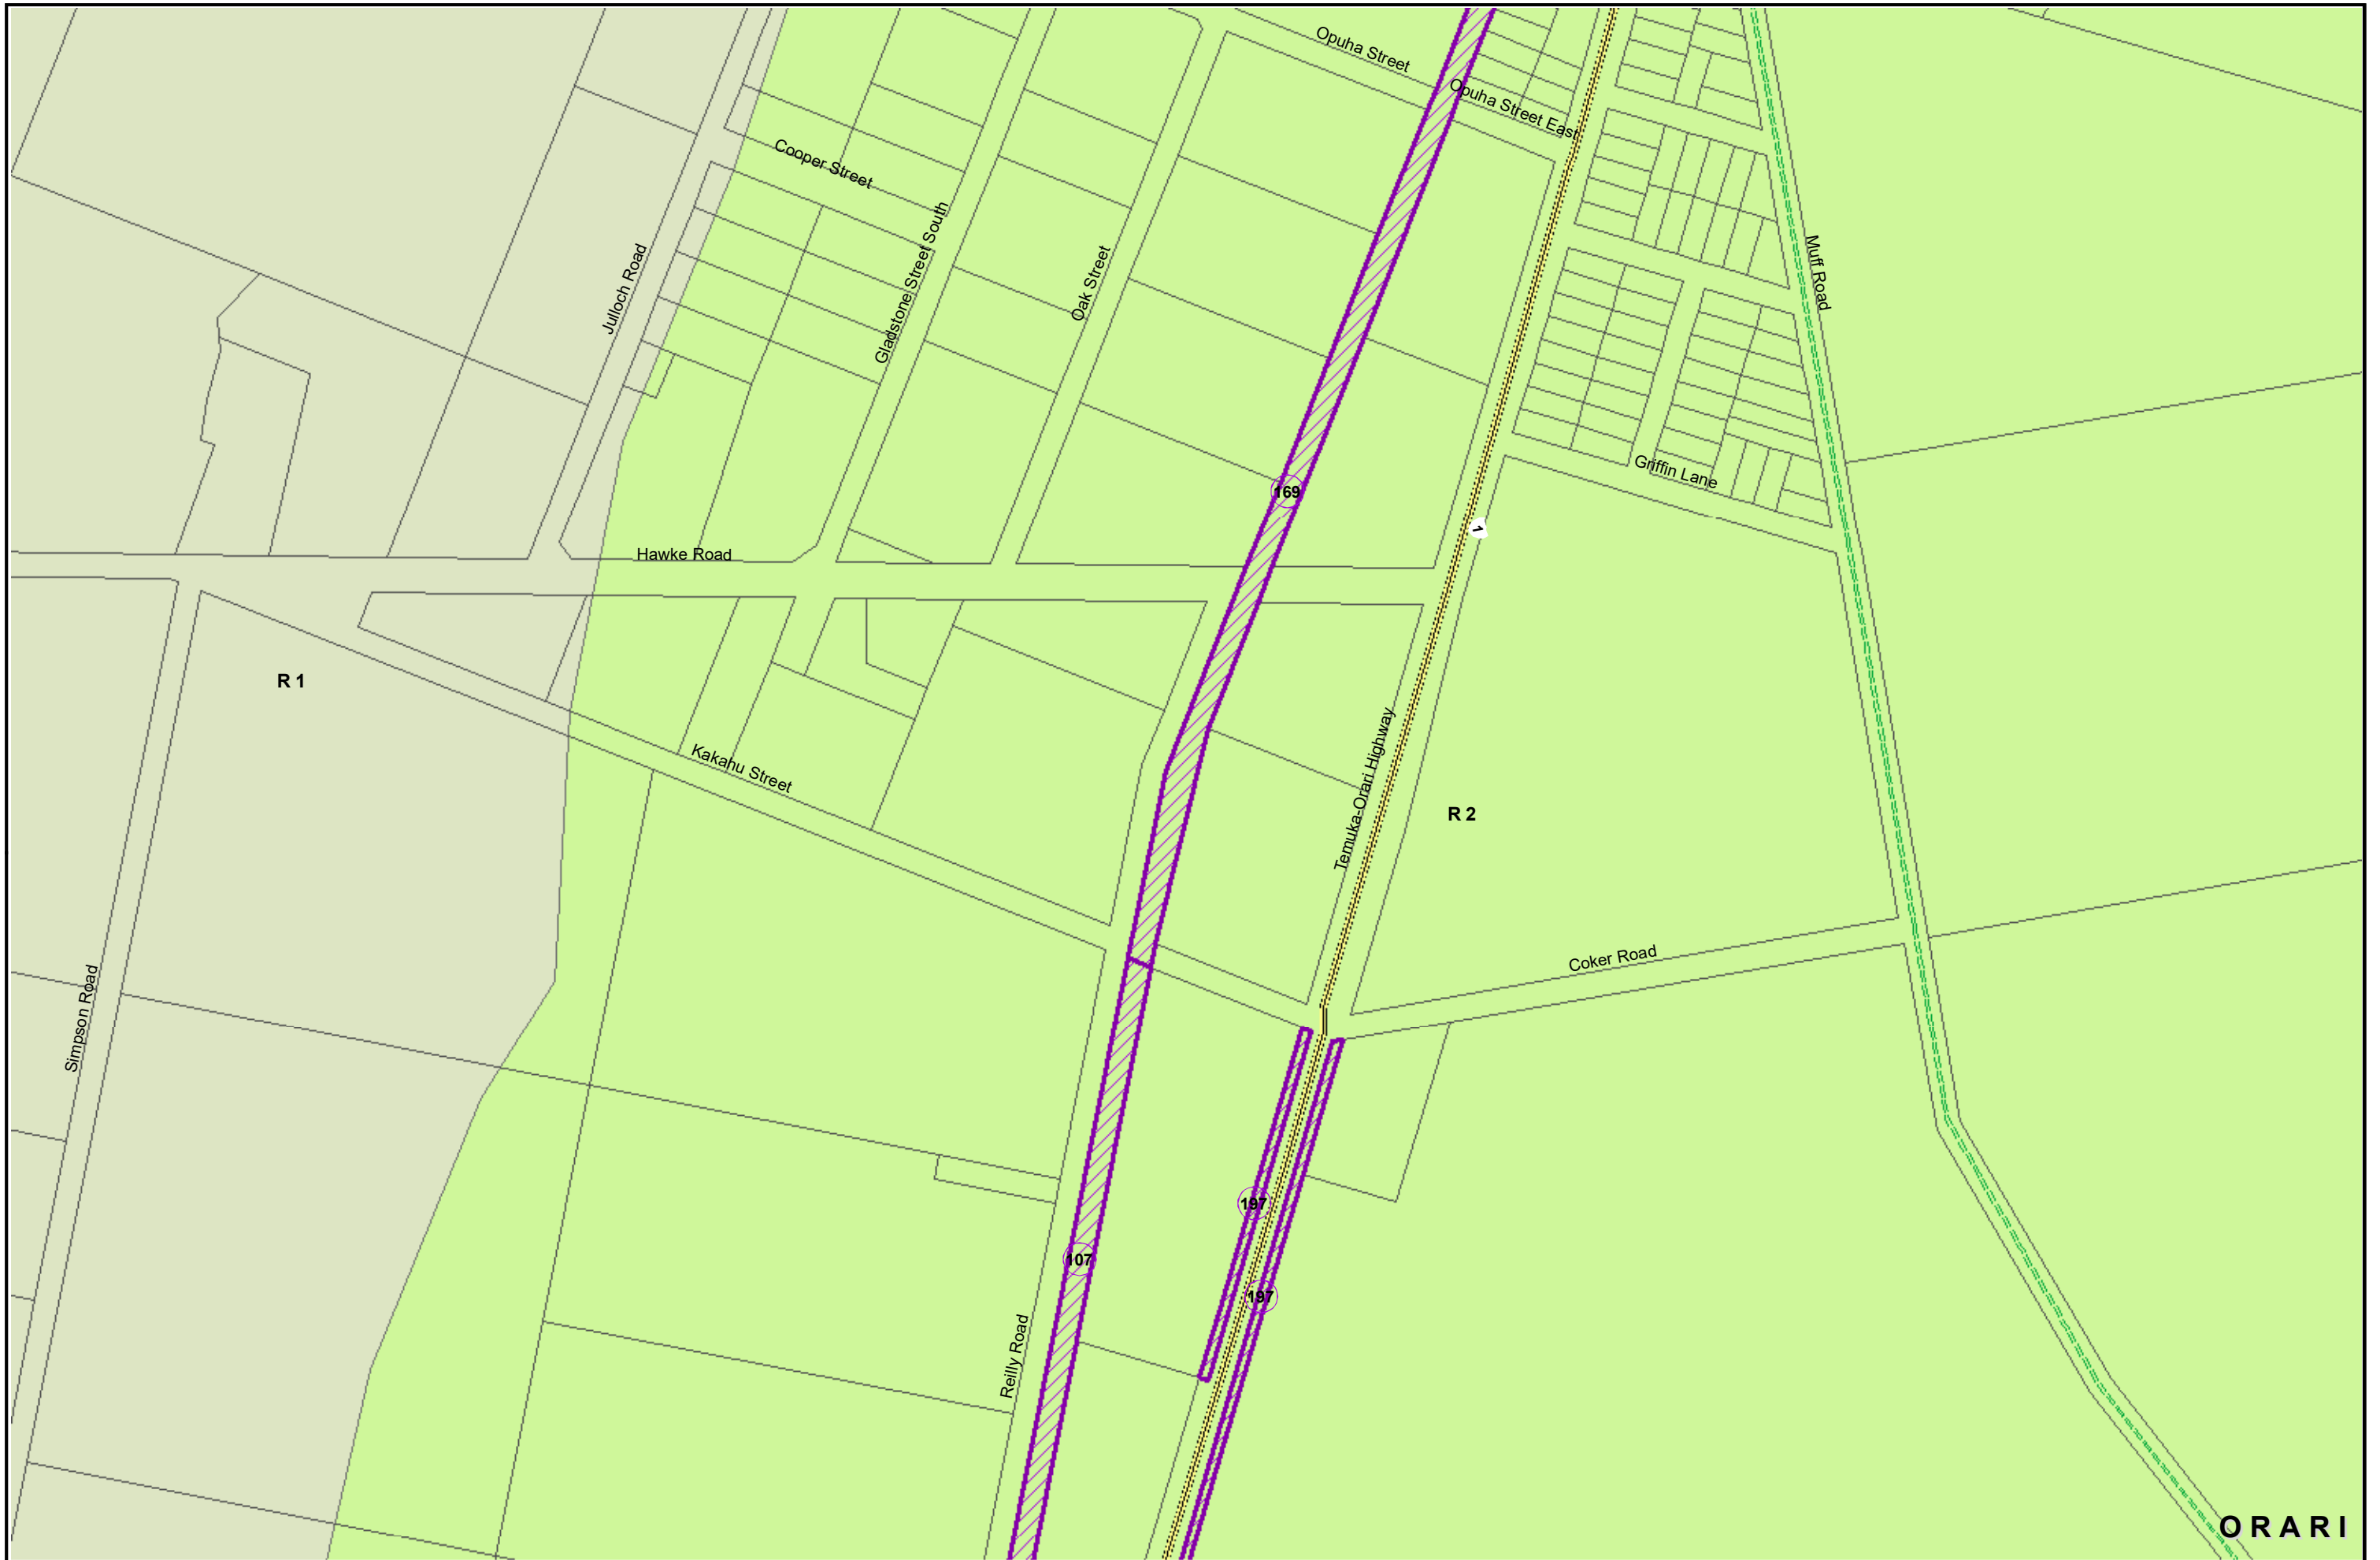 Opuha Street
Opuha Street East
Cooper Street
Gladstone Street South
Julloch Road
Oak Street
Muff Road
Griffin Lane
169
1
Hawke Road
R 1
Kakahu Street
Temuka-Orari Highway
R 2
Coker Road
Simpson Road
197
107
197
Reilly Road
ORARI